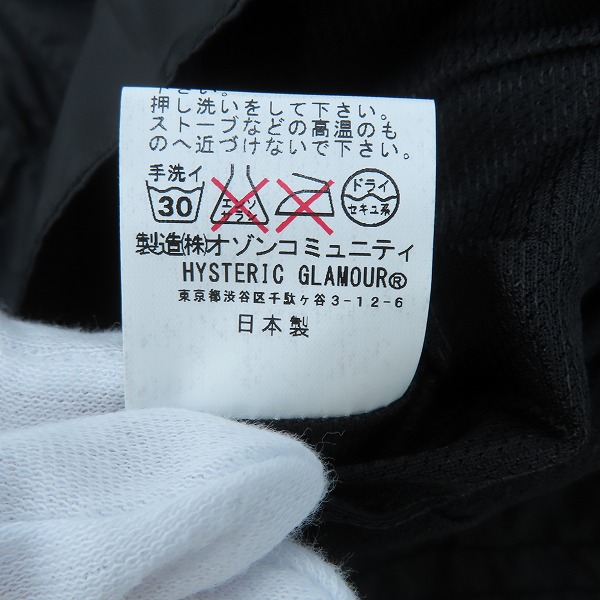 下さい。
押し洗いをして下さい。
ストーブなどの高温のも
のへ近づけないで下さい。
手洗イ
30
エンソ
サラシ
ドライ
セキユ系
製造㈱オゾンコミュニティ
HYSTERIC GLAMOUR®
東京都渋谷区千駄ヶ谷3-12-6
日本製